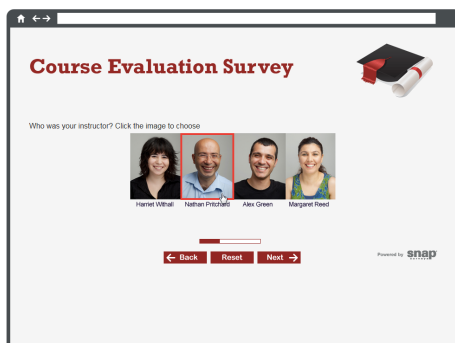 Course Evaluation Survey
Who was your instructor? Click the image to choose
Harriet Withall Nathan Pritchard Alex Green Margaret Reed
Back Reset Next
Powered by snap